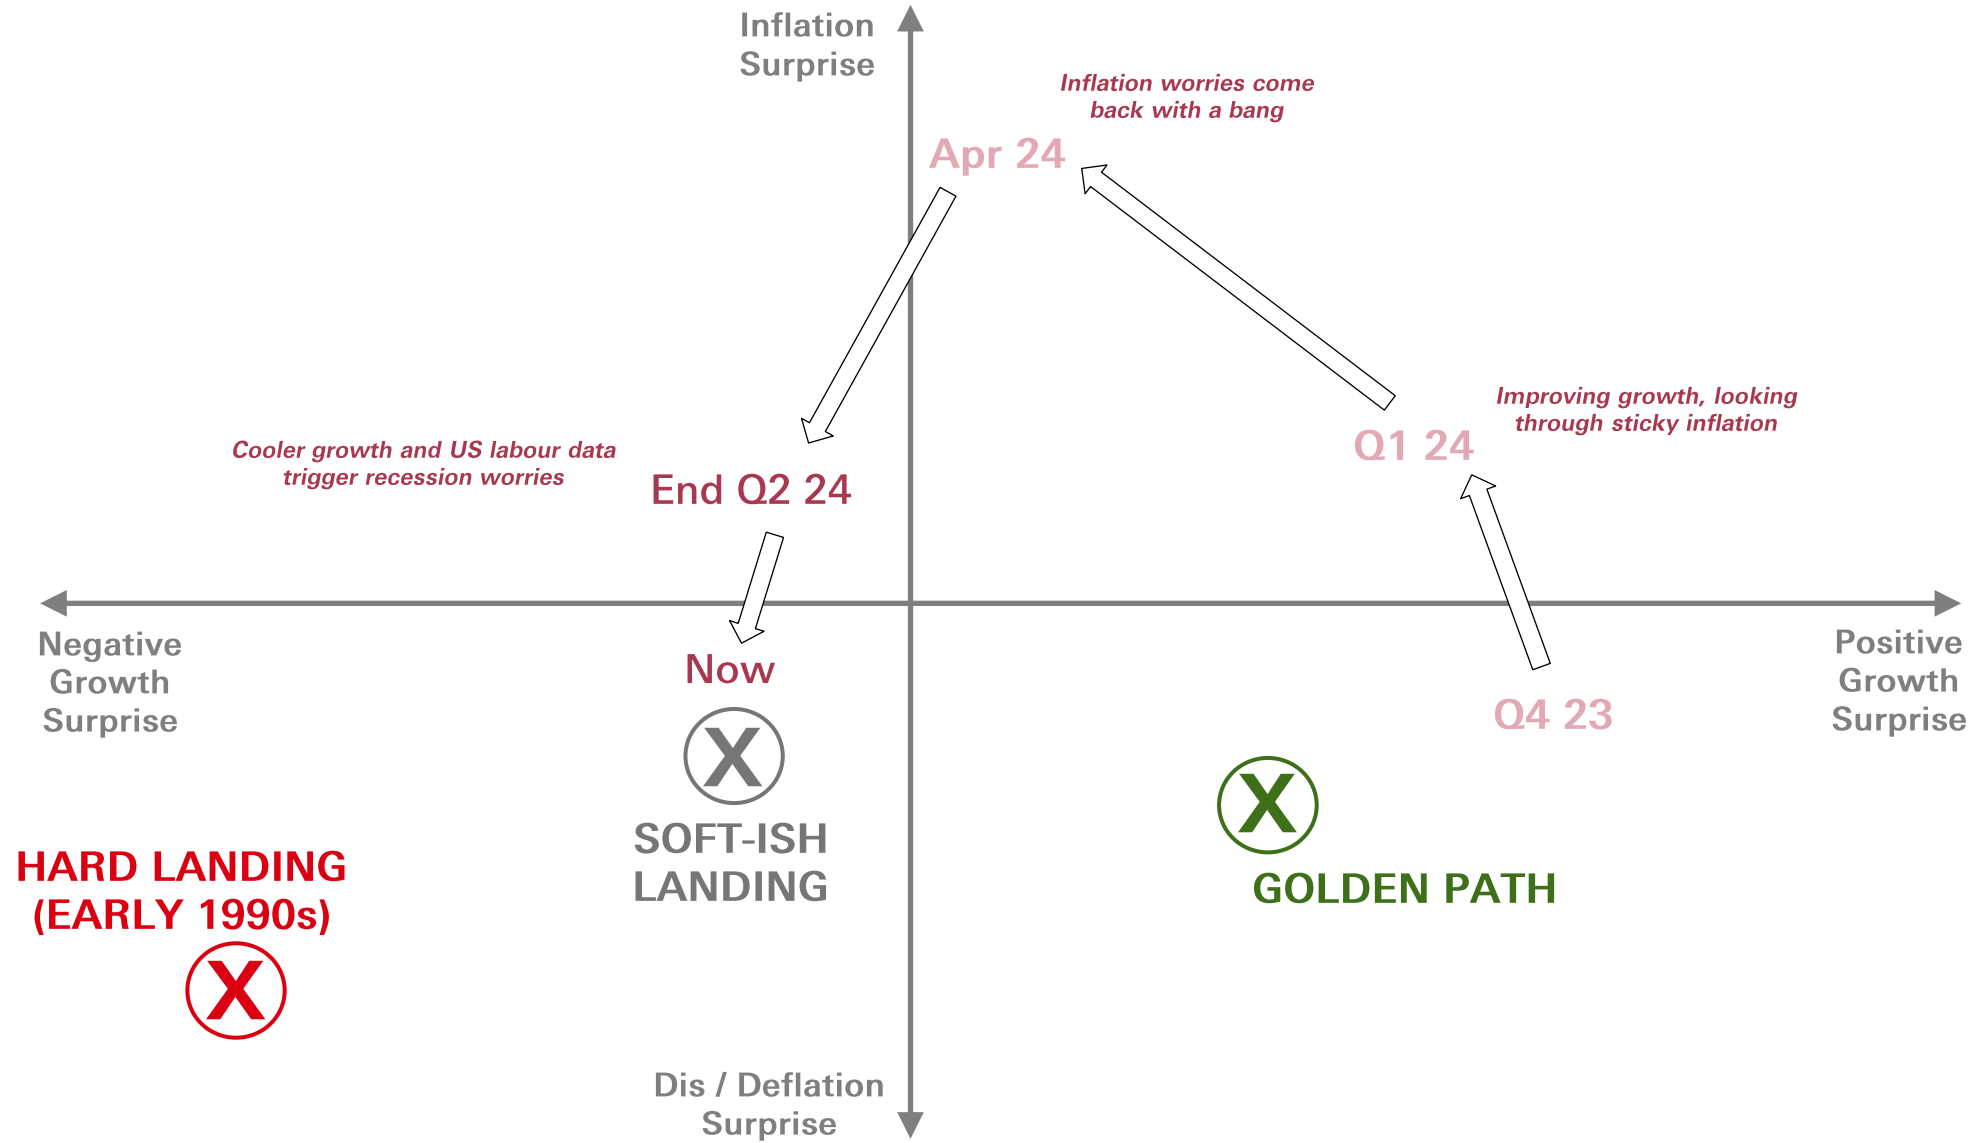 Inflation
Surprise
Inflation worries come
back with a bang
Apr 24
Improving growth, looking
through sticky inflation
Q1 24
Cooler growth and US labour data
trigger recession worries
End Q2 24
Negative
Growth
Surprise
Positive
Growth
Surprise
Now
Q4 23
X
SOFT-ISH
LANDING
X
GOLDEN PATH
HARD LANDING
(EARLY 1990s)
X
Dis / Deflation
Surprise